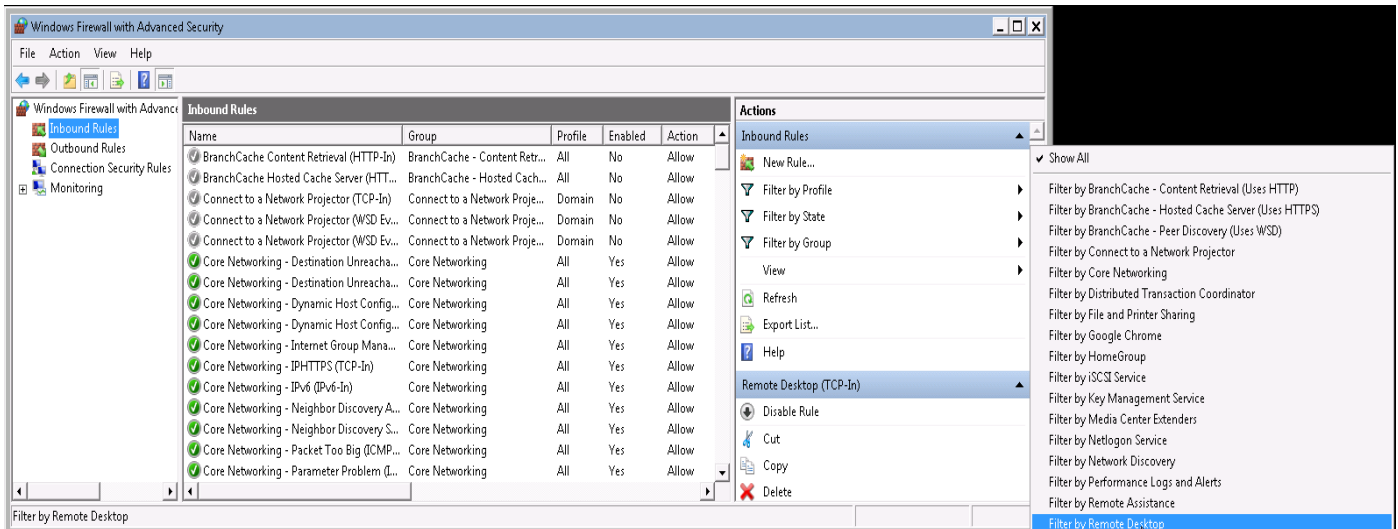 Windows Firewall with Advanced Security
File Action View Help
Windows Firewall with Advance
Inbound Rules
Outbound Rules
Connection Security Rules
Monitoring
Inbound Rules
Name Group Profile Enabled Action
BranchCache Content Retrieval (HTTP-In) BranchCache - Content Retr... All No Allow
BranchCache Hosted Cache Server (HTT... BranchCache - Hosted Cach... All No Allow
Connect to a Network Projector (TCP-In) Connect to a Network Proje... Domain No Allow
Connect to a Network Projector (WSD Ev... Connect to a Network Proje... Domain No Allow
Connect to a Network Projector (WSD Ev... Connect to a Network Proje... Domain No Allow
Core Networking - Destination Unreacha... Core Networking All Yes Allow
Core Networking - Destination Unreacha... Core Networking All Yes Allow
Core Networking - Dynamic Host Config... Core Networking All Yes Allow
Core Networking - Dynamic Host Config... Core Networking All Yes Allow
Core Networking - Internet Group Mana... Core Networking All Yes Allow
Core Networking - IPHTTPS (TCP-In) Core Networking All Yes Allow
Core Networking - IPv6 (IPv6-In) Core Networking All Yes Allow
Core Networking - Neighbor Discovery A... Core Networking All Yes Allow
Core Networking - Neighbor Discovery S... Core Networking All Yes Allow
Core Networking - Packet Too Big (ICMP... Core Networking All Yes Allow
Core Networking - Parameter Problem (I... Core Networking All Yes Allow
Actions
Inbound Rules
New Rule...
Filter by Profile
Filter by State
Filter by Group
View
Refresh
Export List...
Help
Remote Desktop (TCP-In)
Disable Rule
Cut
Copy
Delete
Show All
Filter by BranchCache - Content Retrieval (Uses HTTP)
Filter by BranchCache - Hosted Cache Server (Uses HTTPS)
Filter by BranchCache - Peer Discovery (Uses WSD)
Filter by Connect to a Network Projector
Filter by Core Networking
Filter by Distributed Transaction Coordinator
Filter by File and Printer Sharing
Filter by Google Chrome
Filter by HomeGroup
Filter by iSCSI Service
Filter by Key Management Service
Filter by Media Center Extenders
Filter by Netlogon Service
Filter by Network Discovery
Filter by Performance Logs and Alerts
Filter by Remote Assistance
Filter by Remote Desktop
Filter by Remote Desktop